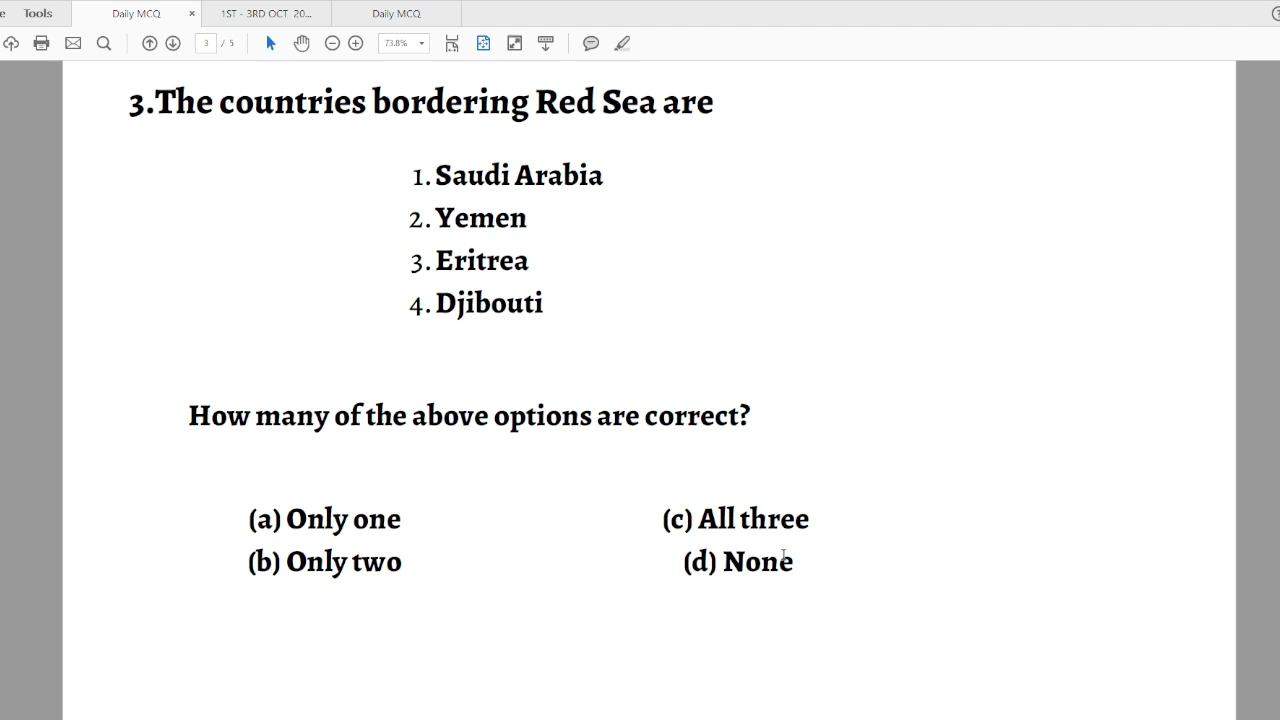 e Tools Daily MCQ × 1ST - 3RD OCT 20... Daily MCQ
3 / 5 73.8%
3.The countries bordering Red Sea are
1. Saudi Arabia
2. Yemen
3. Eritrea
4. Djibouti
How many of the above options are correct?
(a) Only one (c) All three
(b) Only two (d) None